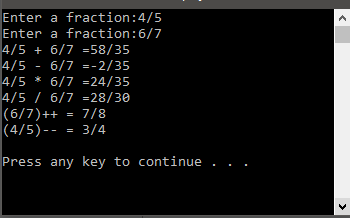 Enter a fraction:4/5
Enter a fraction:6/7
4/5 + 6/7 =58/35
4/5 - 6/7 =-2/35
4/5 * 6/7 =24/35
4/5 / 6/7 =28/30
(6/7)++ = 7/8
(4/5)-- = 3/4
Press any key to continue . . .